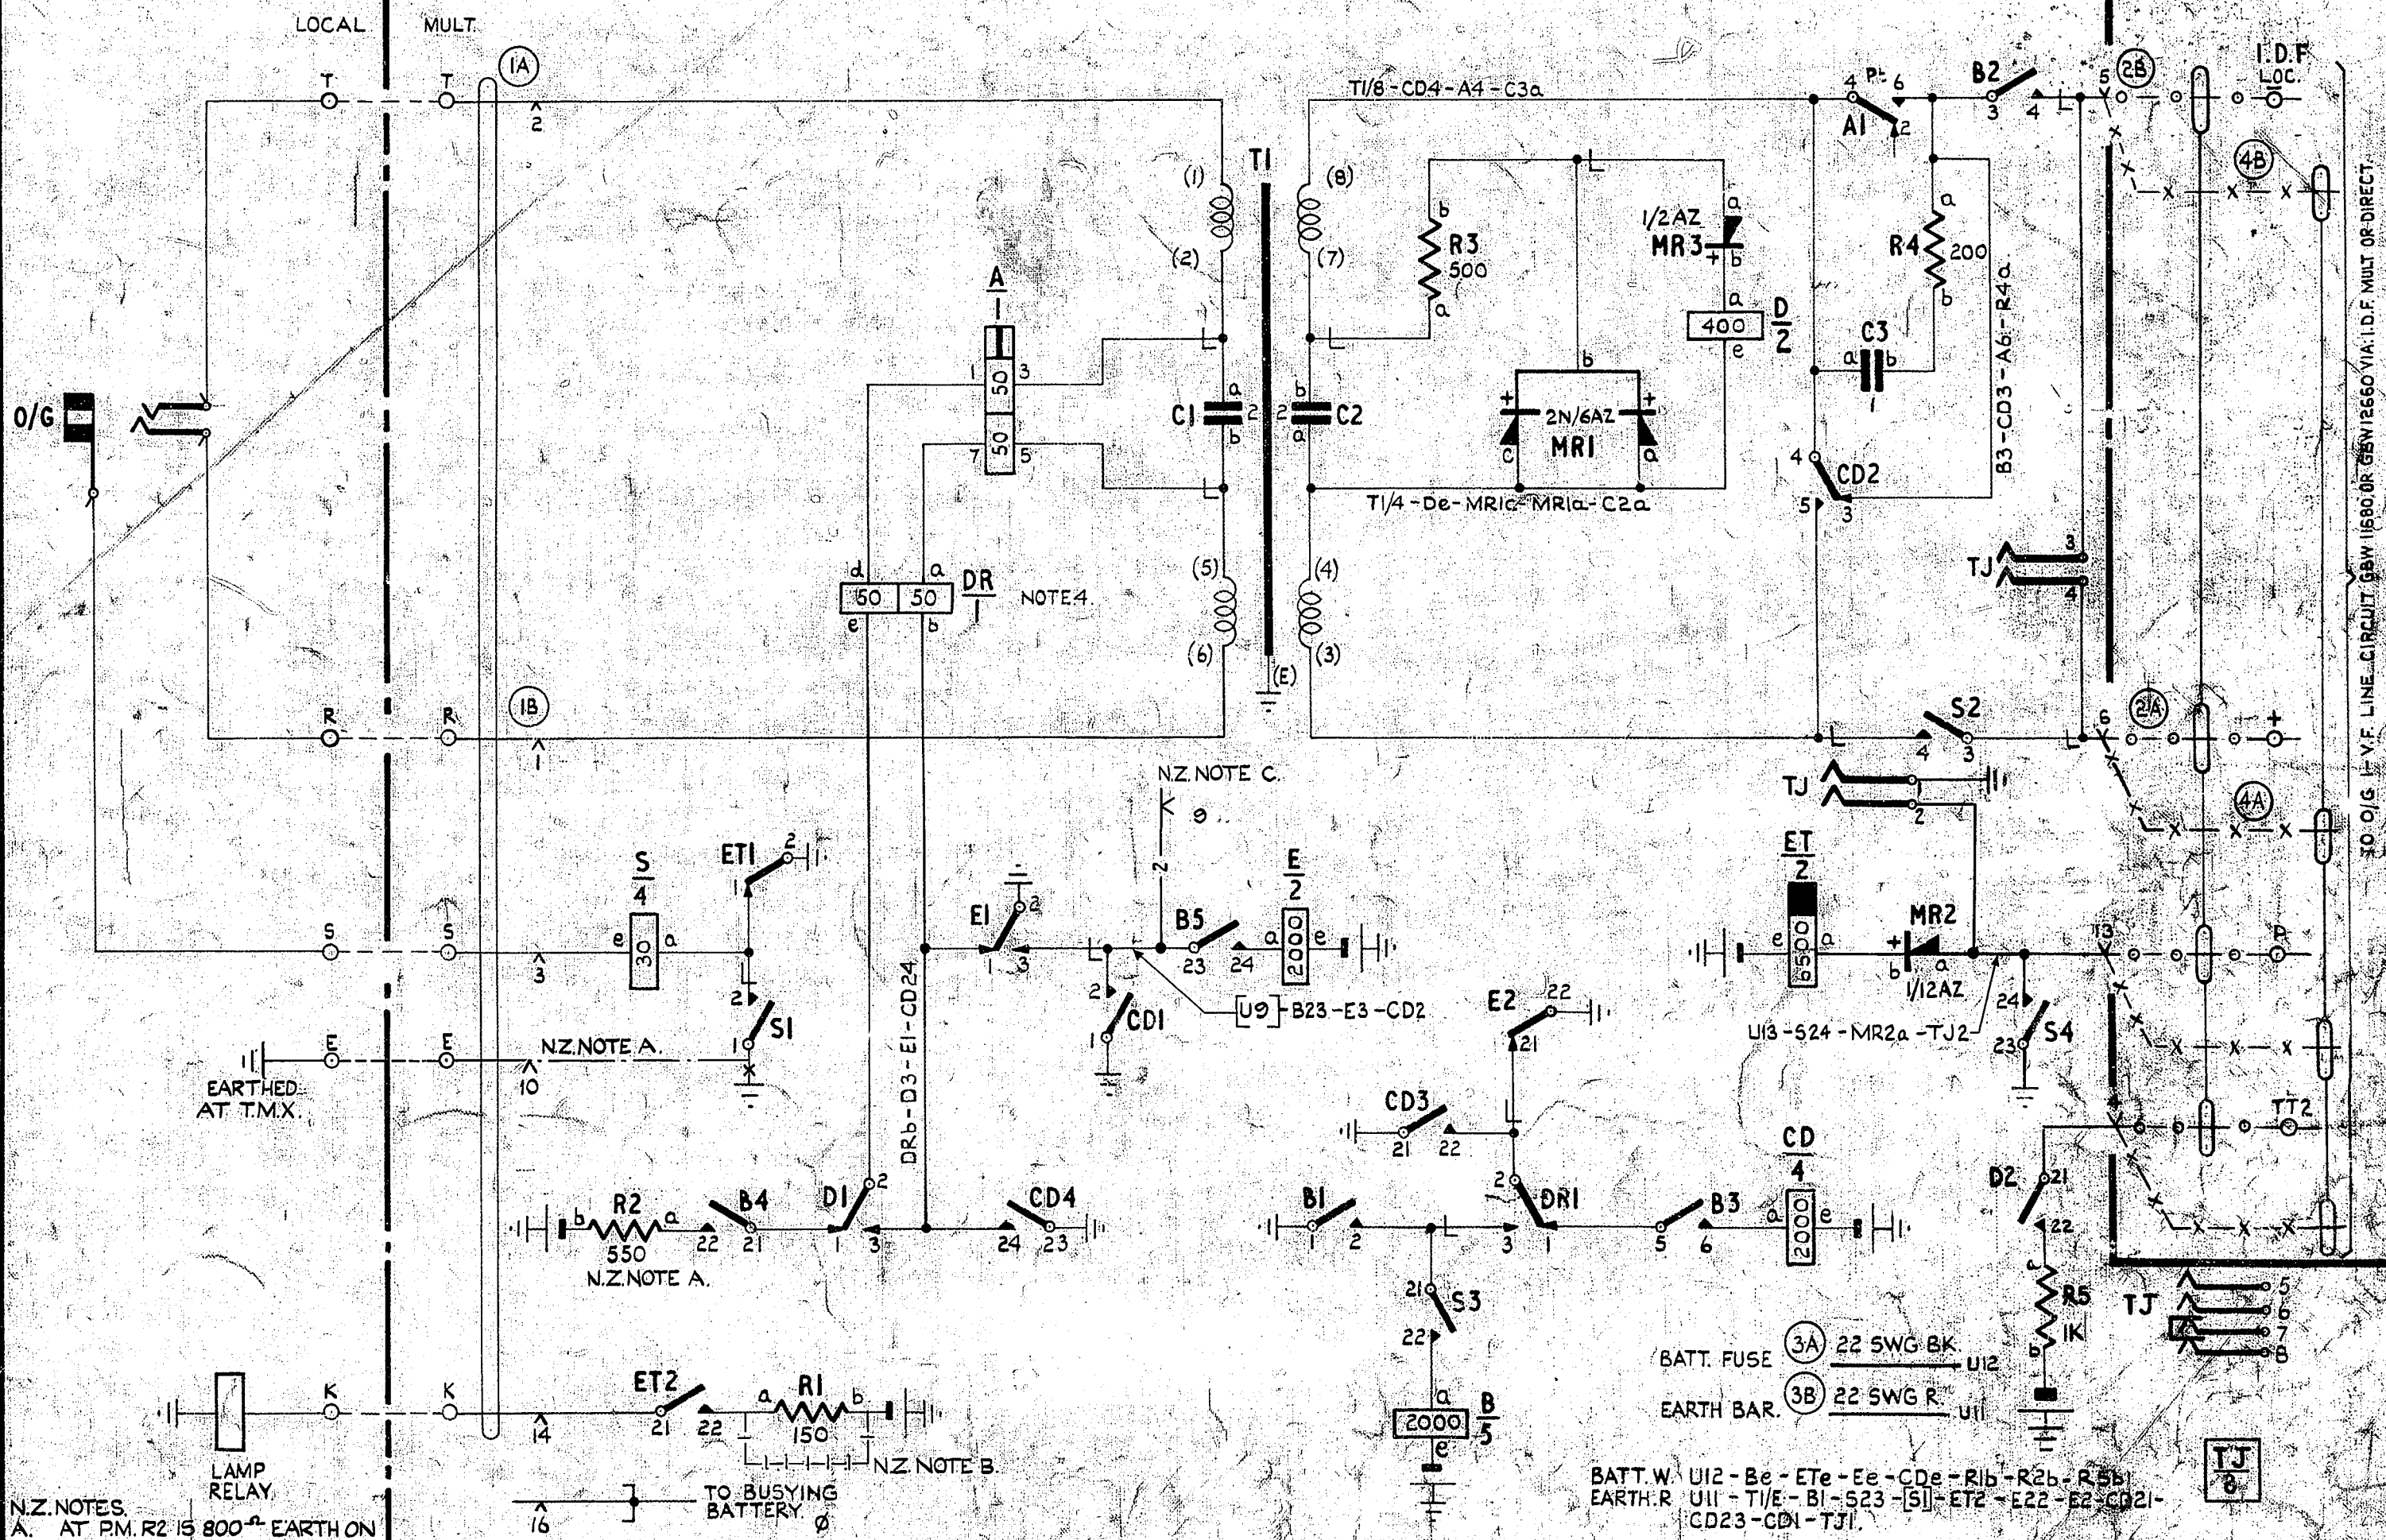 LOCAL
MULT.
1A
T
T
2
T1/8-CD4-A4-C3a
4
Pt
6
A1
2
B2
3
4
5
2B
I.D.F
LOC.
-
4B
(1)
(2)
T1
(8)
(7)
b
R3
500
a
1/2AZ
MR3
a
+
b
a
400
D
2
e
R4
a
200
b
B3-CD3-A6-R4a
C3
a
b
1
A
1
1
50
3
7
50
5
C1
a
2
b
b
2
C2
a
b
+
2N/6AZ
+
MR1
c
a
T1/4-De-MR1c-MR1a-C2a
4
CD2
5
3
O/G
TJ
3
4
d
a
50
50
DR
1
NOTE.4.
e
b
(5)
(6)
(4)
(3)
(E)
R
R
1B
1
S2
4
3
6
2A
+
4A
N.Z. NOTE C.
9
2
TJ
1
2
TO O/G 1-V.F. LINE CIRCUIT GBW 1680, OR GBW12660 VIA I.D.F. MULT OR DIRECT.
S
4
e
30
a
ET1
2
1
S
S
3
E1
2
1
3
B5
23
24
E
2
a
2000
e
ET
2
e
6500
a
MR2
+
b
a
1/12AZ
13
P
2
S1
1
2
CD1
1
[U9]-B23-E3-CD2
E2
22
21
U13-S24-MR2a-TJ2
24
S4
23
E
E
N.Z. NOTE A.
10
EARTHED
AT T.M.X.
DRb-D3-E1-CD24
CD3
21
22
CD
4
a
2000
e
4
TT2
R2
b
a
550
N.Z. NOTE A.
B4
22
21
D1
2
1
3
CD4
24
23
B1
1
2
2
DR1
3
1
B3
5
6
D2
21
22
21
S3
22
R5
1K
b
TJ
5
6
7
8
BATT. FUSE 3A 22 SWG BK. U12
EARTH BAR. 3B 22 SWG R. U11
K
K
14
ET2
21
22
a
R1
b
150
N.Z. NOTE B.
a
2000
e
B
5
LAMP
RELAY.
16
TO BUSYING
BATTERY.
Ø
BATT. W. U12-Be-ETe-Ee-CDe-R1b-R2b-R5b
EARTH.R U11-T1/E-B1-S23-[S1]-ET2-E22-E2-CD21-
CD23-CD1-TJ1.
TJ
8
N.Z. NOTES.
A. AT P.M. R2 IS 800Ω EARTH ON